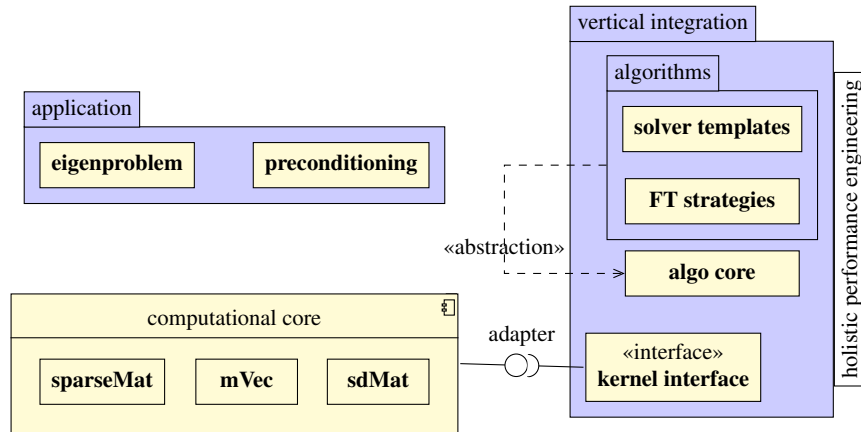 vertical integration
algorithms
solver templates
FT strategies
algo core
«interface»
kernel interface
holistic performance engineering
application
eigenproblem
preconditioning
«abstraction»
computational core
sparseMat
mVec
sdMat
adapter